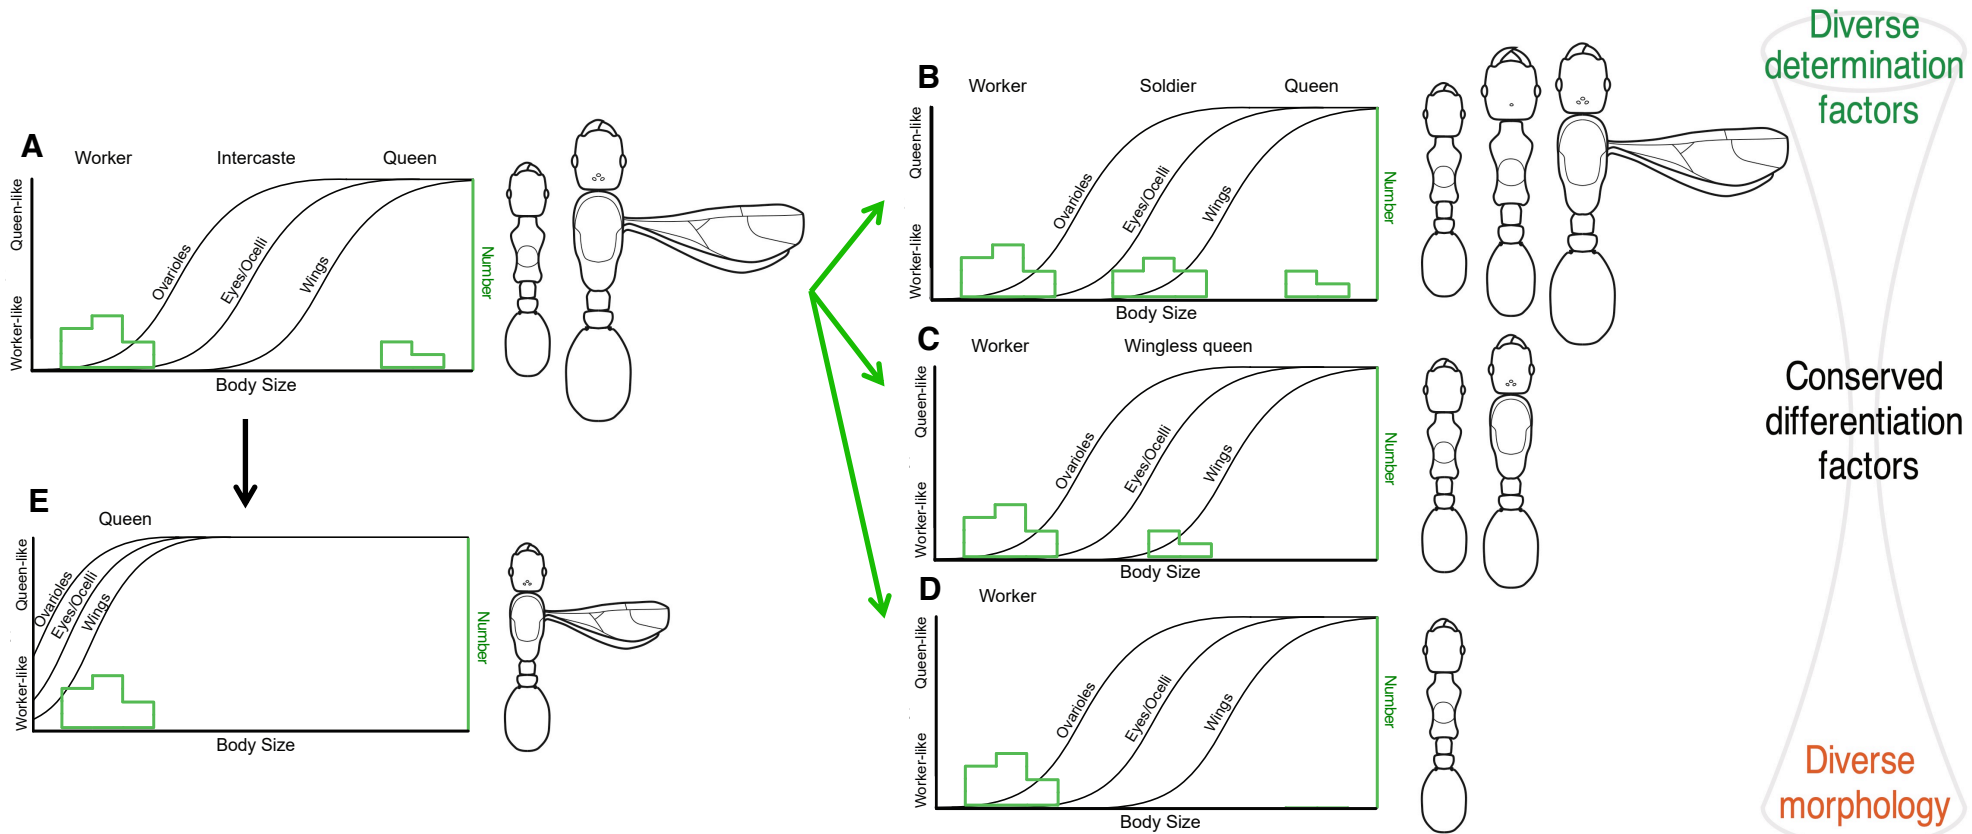 A
Worker Intercaste Queen
Queen-like
Worker-like
Ovarioles
Eyes/Ocelli
Wings
Number
Body Size
E
Queen
Queen-like
Worker-like
Ovarioles
Eyes/Ocelli
Wings
Number
Body Size
B
Worker Soldier Queen
Queen-like
Worker-like
Ovarioles
Eyes/Ocelli
Wings
Number
Body Size
C
Worker Wingless queen
Queen-like
Worker-like
Ovarioles
Eyes/Ocelli
Wings
Number
Body Size
D
Worker
Queen-like
Worker-like
Ovarioles
Eyes/Ocelli
Wings
Number
Body Size
Diverse
determination
factors
Conserved
differentiation
factors
Diverse
morphology